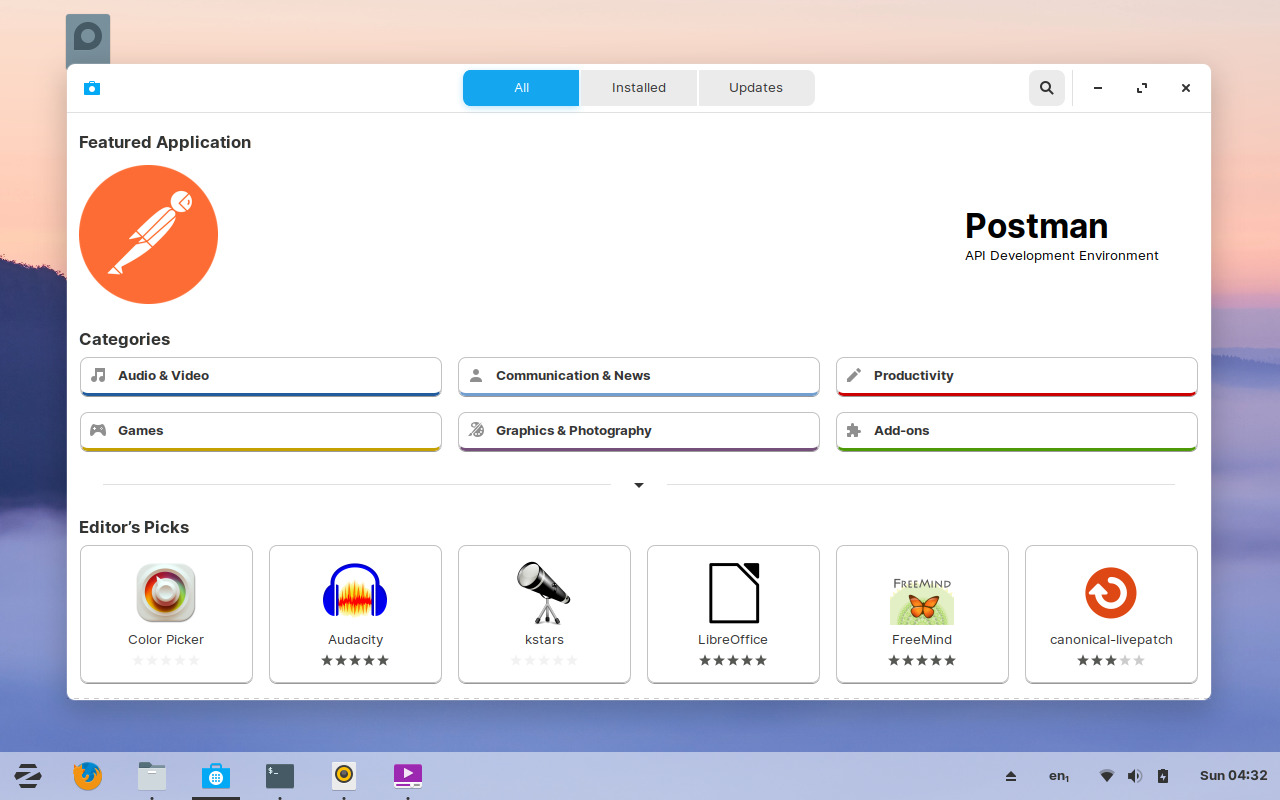 All
Installed
Updates
Featured Application
Postman
API Development Environment
Categories
Audio & Video
Communication & News
Productivity
Games
Graphics & Photography
Add-ons
Editor’s Picks
Color Picker
Audacity
kstars
FREEMIND
LibreOffice
FreeMind
canonical-livepatch
$-
en₁
Sun 04:32